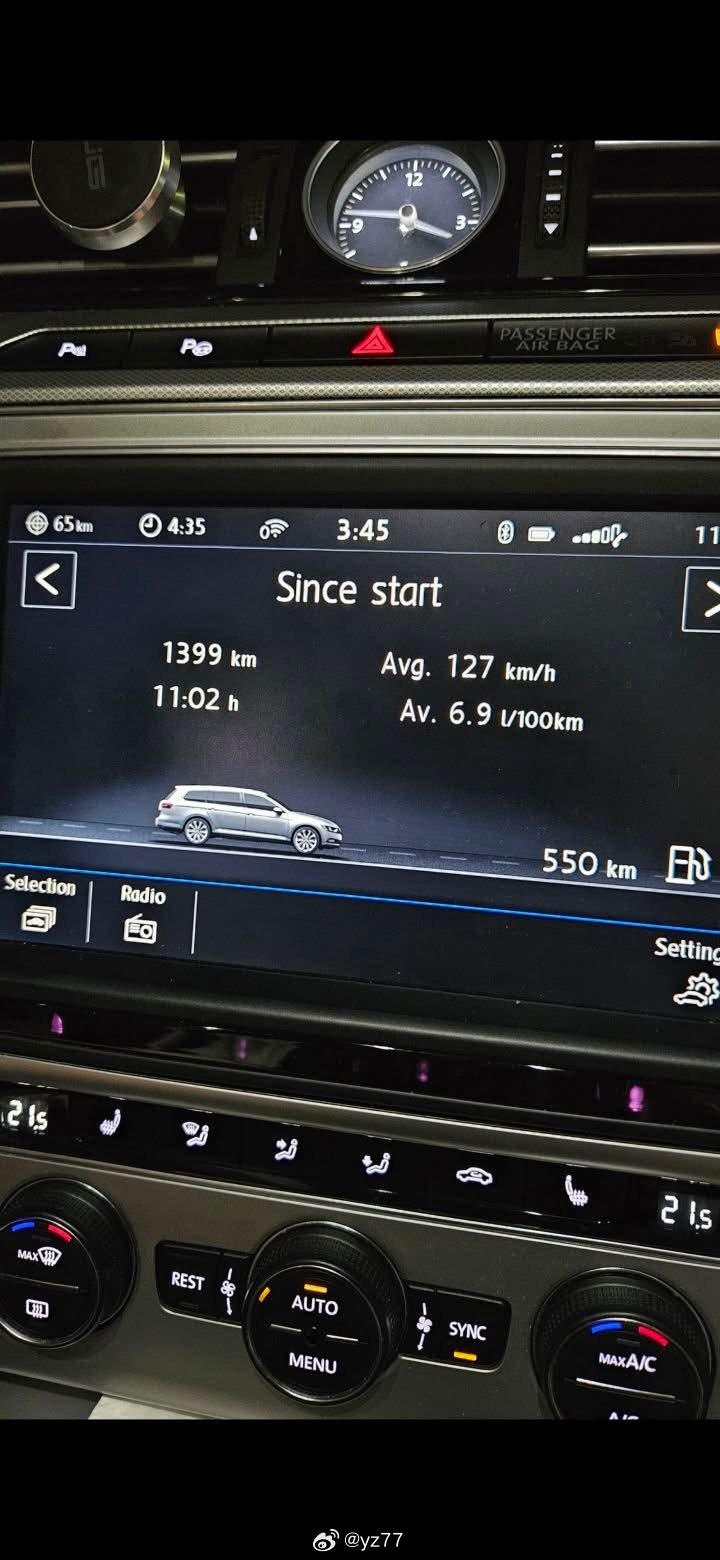 12
9
3
PASSENGER
AIR BAG
65 km
4:35
3:45
11
Since start
1399 km
Avg. 127 km/h
11:02 h
Av. 6.9 l/100km
550 km
Selection
Radio
Setting
21.5
21.5
MAX
REST
AUTO
MENU
SYNC
MAX A/C
A/C
@yz77